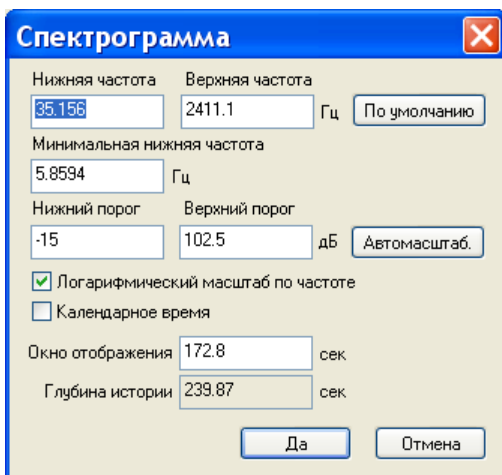 Спектрограмма
Нижняя частота Верхняя частота
35.156 2411.1 Гц По умолчанию
Минимальная нижняя частота
5.8594 Гц
Нижний порог Верхний порог
-15 102.5 дБ Автомасштаб.
Логарифмический масштаб по частоте
Календарное время
Окно отображения 172.8 сек
Глубина истории 239.87 сек
Да Отмена